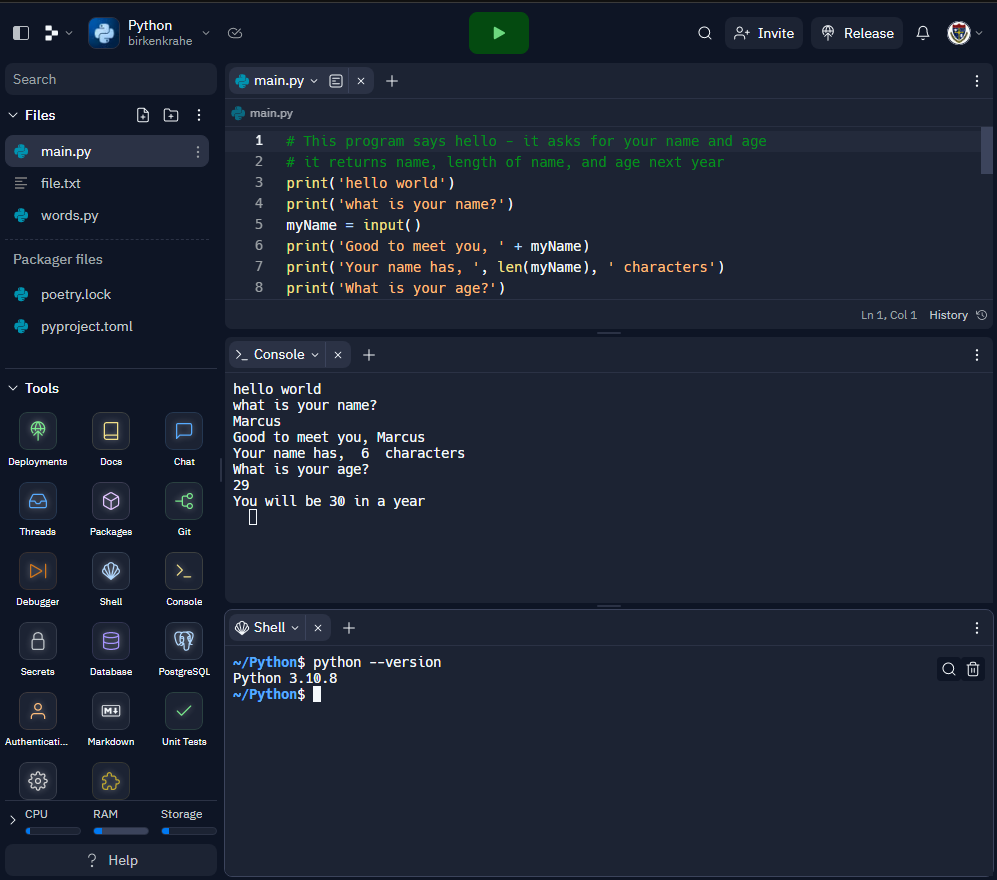 Python
birkenkrahe
Invite
Release
Search
Files
main.py
file.txt
words.py
Packager files
poetry.lock
pyproject.toml
Tools
Deployments
Docs
Chat
Threads
Packages
Git
Debugger
Shell
Console
Secrets
Database
PostgreSQL
Authenticati...
Markdown
Unit Tests
CPU
RAM
Storage
? Help
main.py
main.py
1 # This program says hello - it asks for your name and age
2 # it returns name, length of name, and age next year
3 print('hello world')
4 print('what is your name?')
5 myName = input()
6 print('Good to meet you, ' + myName)
7 print('Your name has, ', len(myName), ' characters')
8 print('What is your age?')
Ln 1, Col 1 History
Console
hello world
what is your name?
Marcus
Good to meet you, Marcus
Your name has,  6  characters
What is your age?
29
You will be 30 in a year
Shell
~/Python$ python --version
Python 3.10.8
~/Python$